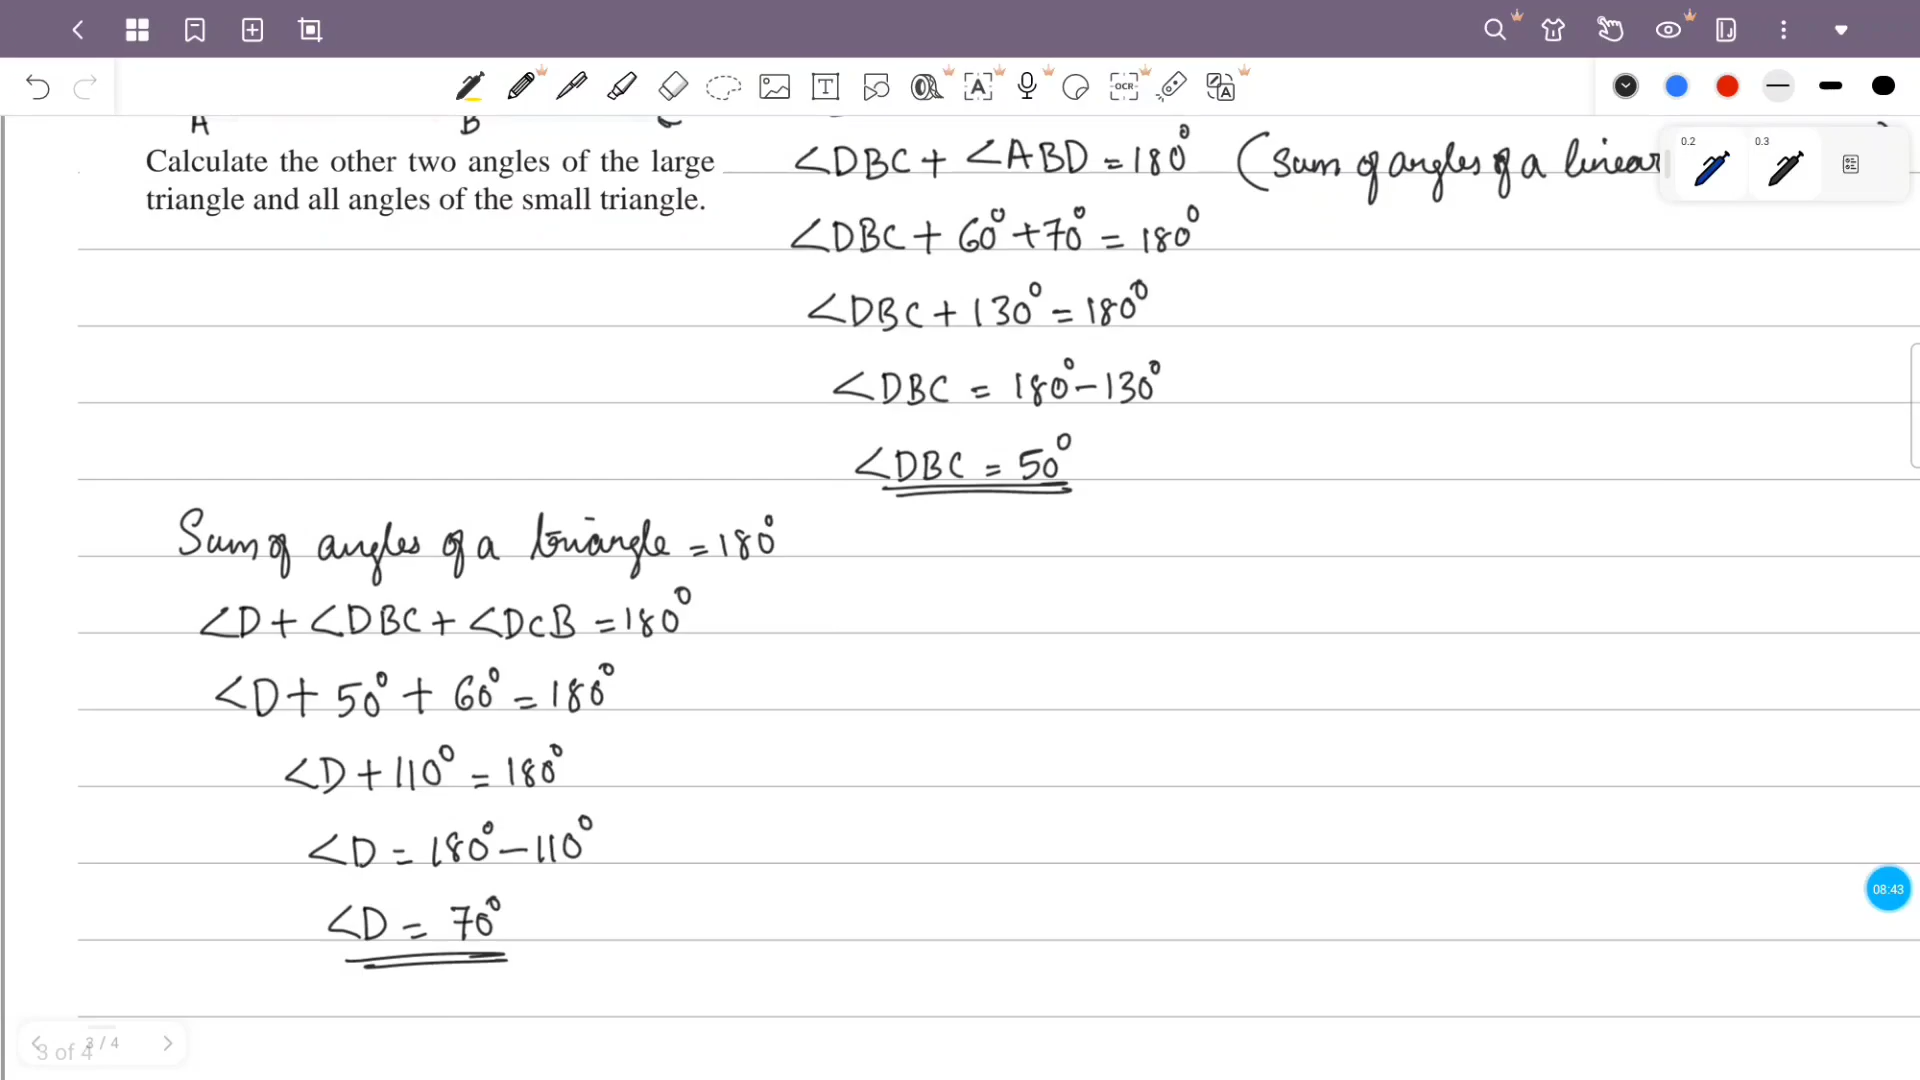 OCR
A
A
0.2
0.3
A B
Calculate the other two angles of the large
triangle and all angles of the small triangle.
∠DBC + ∠ABD = 180° (Sum of angles of a linear
∠DBC + 60° + 70° = 180°
∠DBC + 130° = 180°
∠DBC = 180° - 130°
∠DBC = 50°
Sum of angles of a triangle = 180°
∠D + ∠DBC + ∠DCB = 180°
∠D + 50° + 60° = 180°
∠D + 110° = 180°
∠D = 180° - 110°
∠D = 70°
08:43
3 / 4
3 of 4